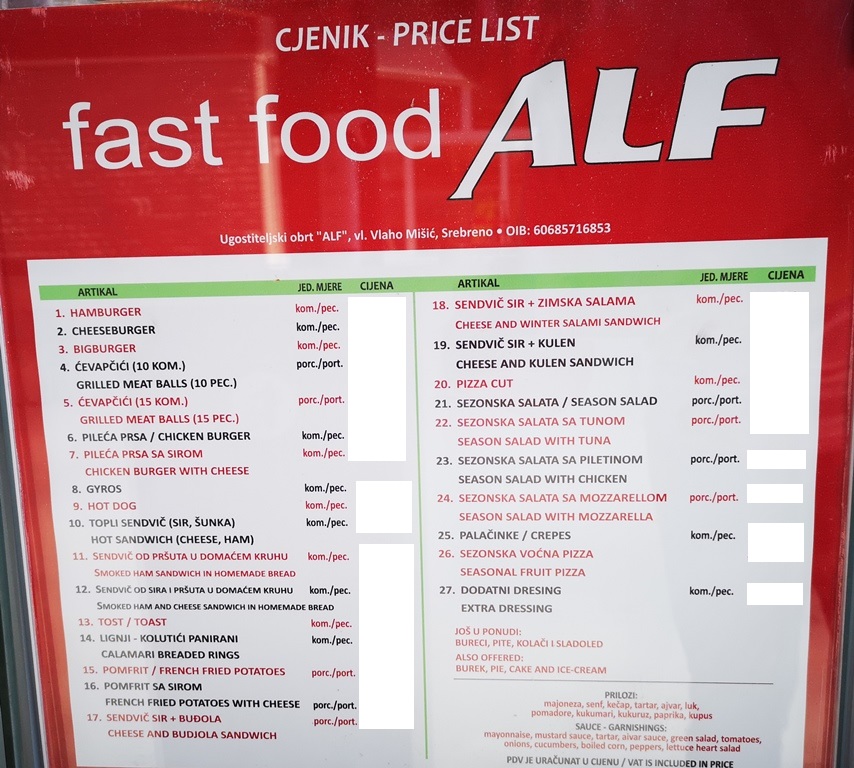 CJENIK - PRICE LIST
fast food ALF
Ugostiteljski obrt "ALF", vl. Vlaho Mišić, Srebreno • OIB: 60685716853
ARTIKAL JED. MJERE CIJENA
1. HAMBURGER kom./pec.
2. CHEESEBURGER kom./pec.
3. BIGBURGER kom./pec.
4. ĆEVAPČIĆI (10 KOM.) porc./port.
GRILLED MEAT BALLS (10 PEC.)
5. ĆEVAPČIĆI (15 KOM.) porc./port.
GRILLED MEAT BALLS (15 PEC.)
6. PILEĆA PRSA / CHICKEN BURGER kom./pec.
7. PILEĆA PRSA SA SIROM kom./pec.
CHICKEN BURGER WITH CHEESE
8. GYROS kom./pec.
9. HOT DOG kom./pec.
10. TOPLI SENDVIČ (SIR, ŠUNKA) kom./pec.
HOT SANDWICH (CHEESE, HAM)
11. SENDVIČ OD PRŠUTA U DOMAĆEM KRUHU kom./pec.
SMOKED HAM SANDWICH IN HOMEMADE BREAD
12. SENDVIČ OD SIRA I PRŠUTA U DOMAĆEM KRUHU kom./pec.
SMOKED HAM AND CHEESE SANDWICH IN HOMEMADE BREAD
13. TOST / TOAST kom./pec.
14. LIGNJI - KOLUTIĆI PANIRANI kom./pec.
CALAMARI BREADED RINGS
15. POMFRIT / FRENCH FRIED POTATOES porc./port.
16. POMFRIT SA SIROM
FRENCH FRIED POTATOES WITH CHEESE porc./port.
17. SENDVIČ SIR + BUĐOLA porc./port.
CHEESE AND BUDJOLA SANDWICH
ARTIKAL JED. MJERE CIJENA
18. SENDVIČ SIR + ZIMSKA SALAMA kom./pec.
CHEESE AND WINTER SALAMI SANDWICH
19. SENDVIČ SIR + KULEN kom./pec.
CHEESE AND KULEN SANDWICH
20. PIZZA CUT kom./pec.
21. SEZONSKA SALATA / SEASON SALAD porc./port.
22. SEZONSKA SALATA SA TUNOM porc./port.
SEASON SALAD WITH TUNA
23. SEZONSKA SALATA SA PILETINOM porc./port.
SEASON SALAD WITH CHICKEN
24. SEZONSKA SALATA SA MOZZARELLOM porc./port.
SEASON SALAD WITH MOZZARELLA
25. PALAČINKE / CREPES kom./pec.
26. SEZONSKA VOĆNA PIZZA
SEASONAL FRUIT PIZZA
27. DODATNI DRESING kom./pec.
EXTRA DRESSING
JOŠ U PONUDI:
BURECI, PITE, KOLAČI I SLADOLED
ALSO OFFERED:
BUREK, PIE, CAKE AND ICE-CREAM
PRILOZI:
majoneza, senf, kečap, tartar, ajvar, luk,
pomadore, kukumari, kukuruz, paprika, kupus
SAUCE - GARNISHINGS:
mayonnaise, mustard sauce, tartar, aivar sauce, green salad, tomatoes,
onions, cucumbers, boiled corn, peppers, lettuce heart salad
PDV JE URAČUNAT U CIJENU / VAT IS INCLUDED IN PRICE